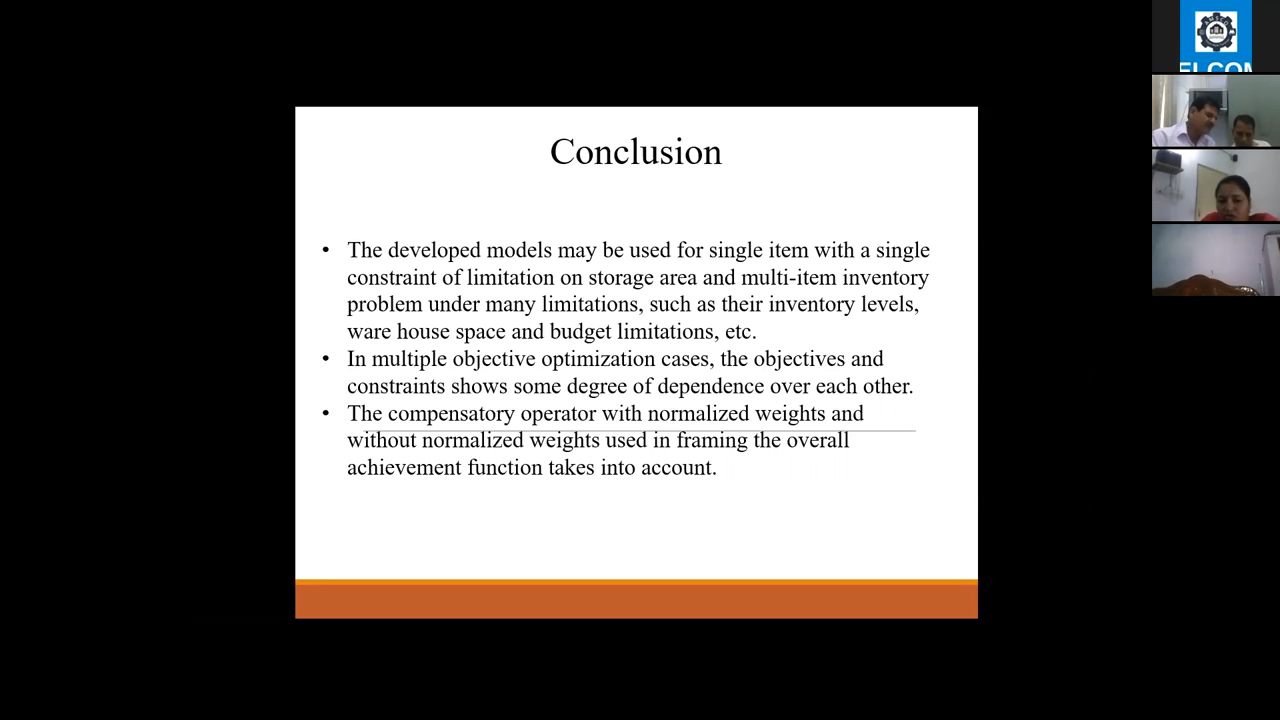 Conclusion
• The developed models may be used for single item with a single
constraint of limitation on storage area and multi-item inventory
problem under many limitations, such as their inventory levels,
ware house space and budget limitations, etc.
• In multiple objective optimization cases, the objectives and
constraints shows some degree of dependence over each other.
• The compensatory operator with normalized weights and
without normalized weights used in framing the overall
achievement function takes into account.